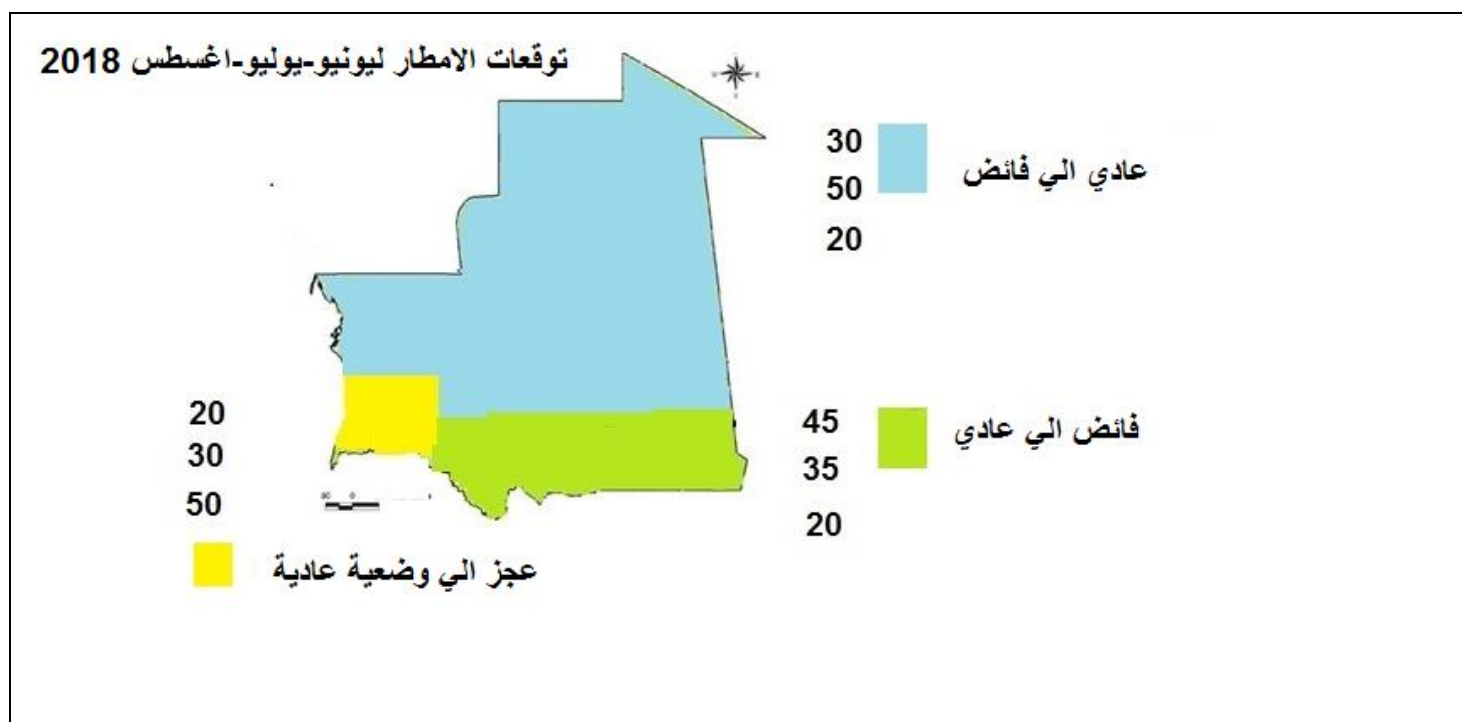 توقعات الامطار ليونيو-يوليو-اغسطس 2018
30
50
20
عادي الي فائض
45
35
20
فائض الي عادي
20
30
50
عجز الي وضعية عادية